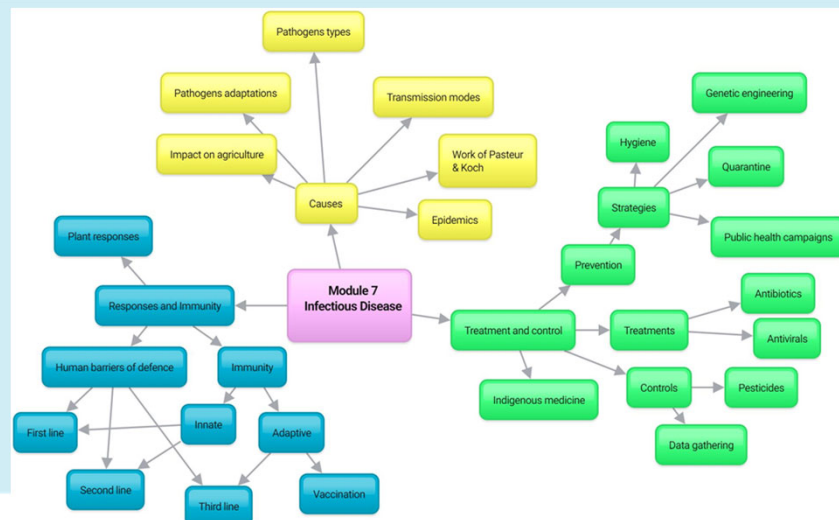 Pathogens types
Pathogens adaptations
Transmission modes
Genetic engineering
Impact on agriculture
Work of Pasteur
& Koch
Hygiene
Quarantine
Causes
Epidemics
Strategies
Public health campaigns
Plant responses
Prevention
Module 7
Infectious Disease
Responses and Immunity
Antibiotics
Treatment and control
Treatments
Antivirals
Human barriers of defence
Immunity
Indigenous medicine
Controls
Pesticides
First line
Innate
Adaptive
Data gathering
Second line
Third line
Vaccination